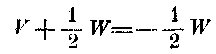 V + 1/2 W = - 1/2 W